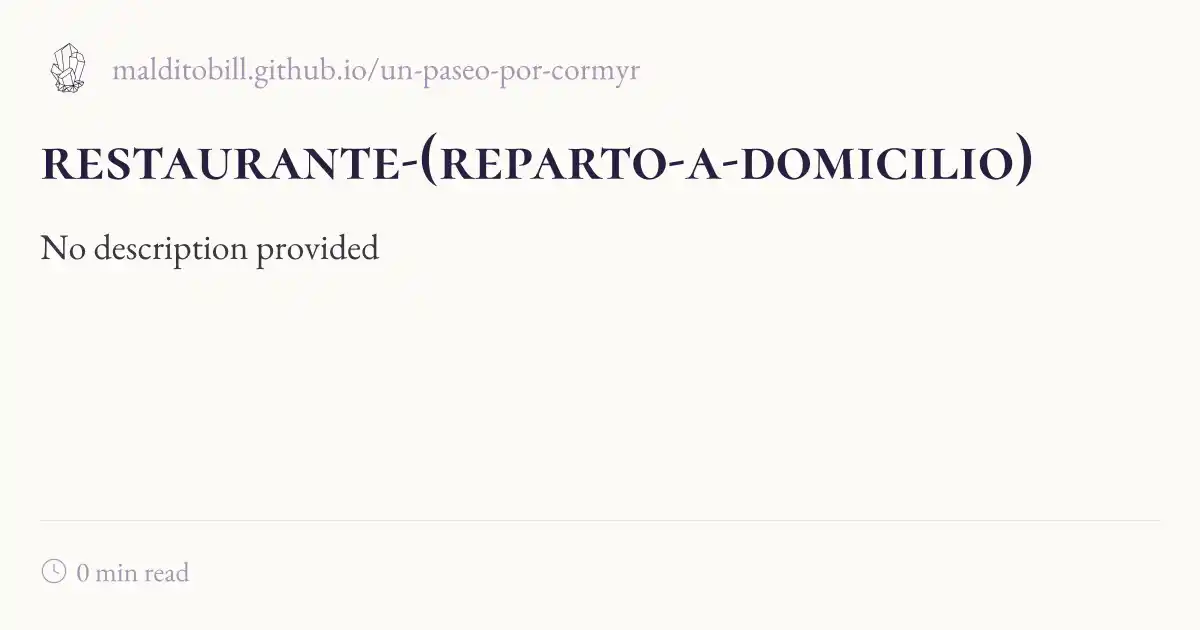 malditobill.github.io/un-paseo-por-cormyr
RESTAURANTE-(REPARTO-A-DOMICILIO)
No description provided
0 min read